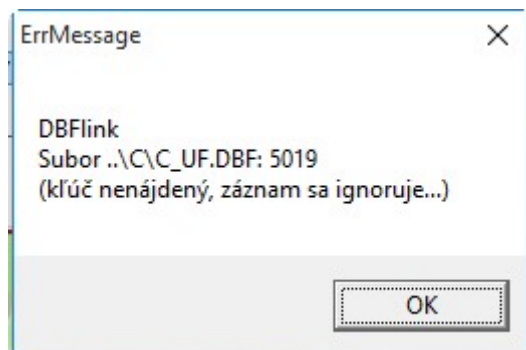 ErrMessage
DBFlink
Subor ..\C\C_UF.DBF: 5019
(kľúč nenájdený, záznam sa ignoruje...)
OK